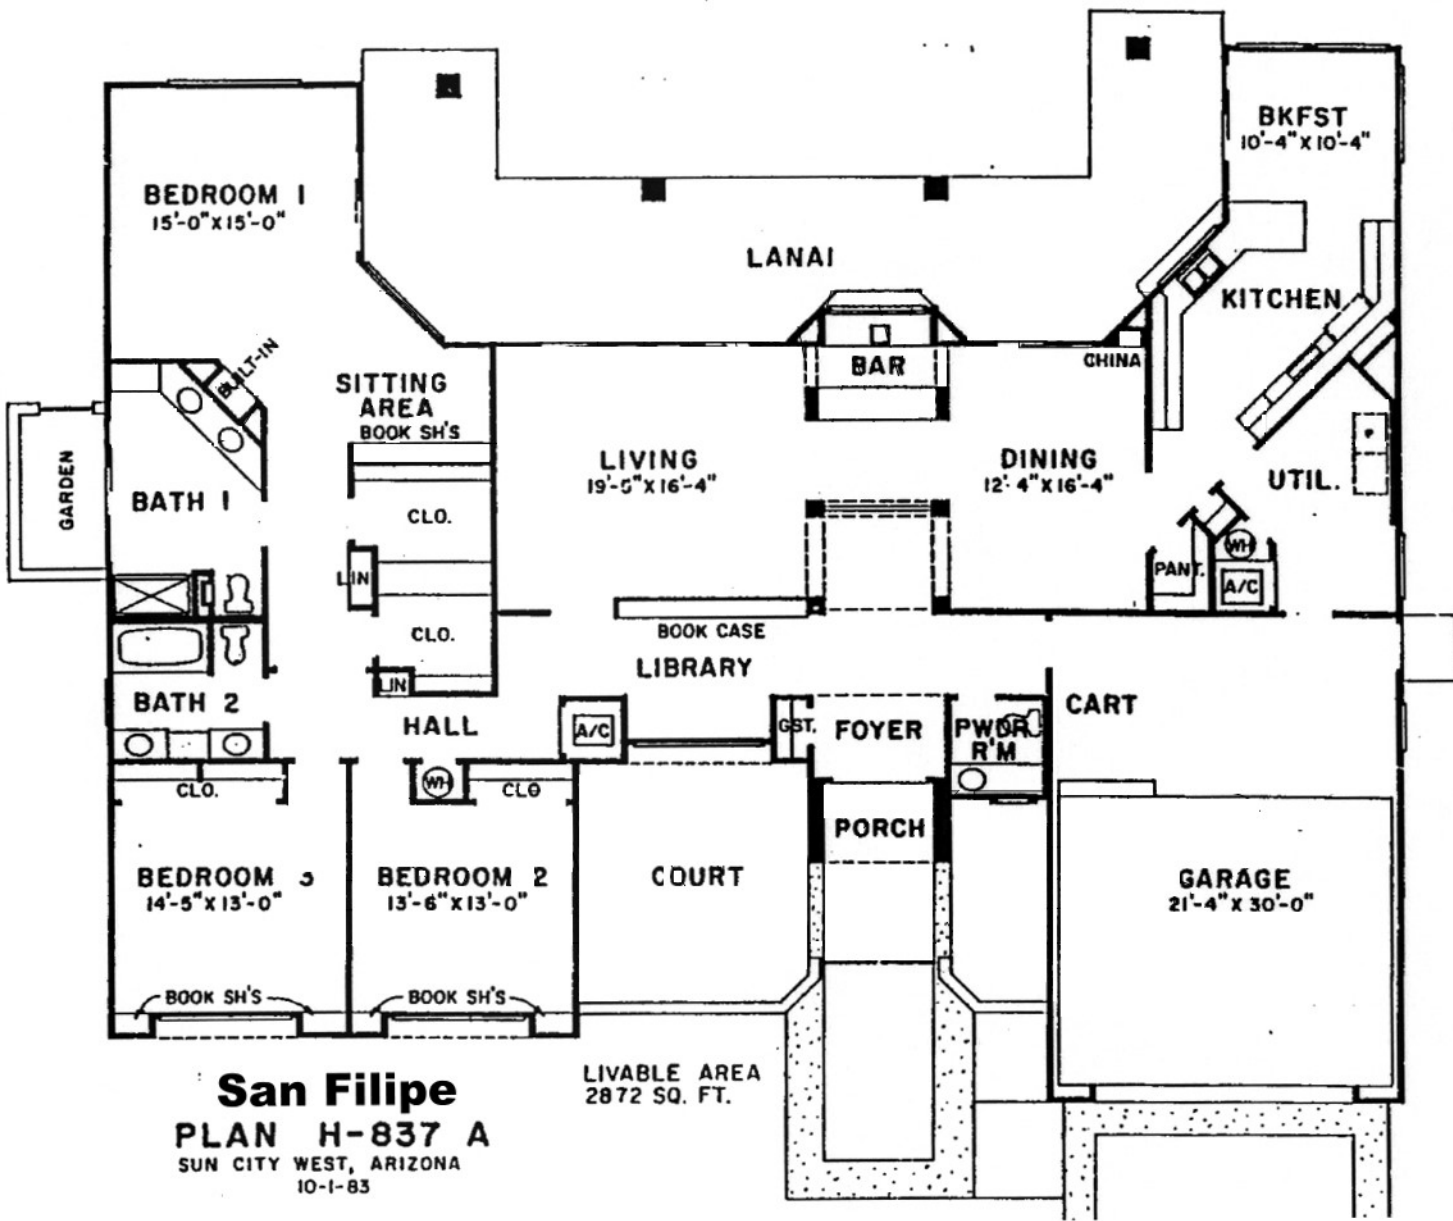 BKFST
10'-4" X 10'-4"
BEDROOM 1
15'-0" X 15'-0"
LANAI
KITCHEN
BUILT-IN
BAR
CHINA
SITTING
AREA
BOOK SH'S
LIVING
DINING
12'-4" X 16'-4"
UTIL.
GARDEN
BATH 1
CLO.
WH
PANT.
A/C
LIN
CLO.
BOOK CASE
LIBRARY
LIN
BATH 2
HALL
A/C
GST.
FOYER
PWDR
R'M
CART
WH
CLO.
CLO
PORCH
BEDROOM 3
14'-5" X 13'-0"
BEDROOM 2
13'-6" X 13'-0"
COURT
GARAGE
21'-4" X 30'-0"
BOOK SH'S
BOOK SH'S
San Filipe
LIVABLE AREA
2872 SQ. FT.
PLAN H-837 A
SUN CITY WEST, ARIZONA
10-1-83